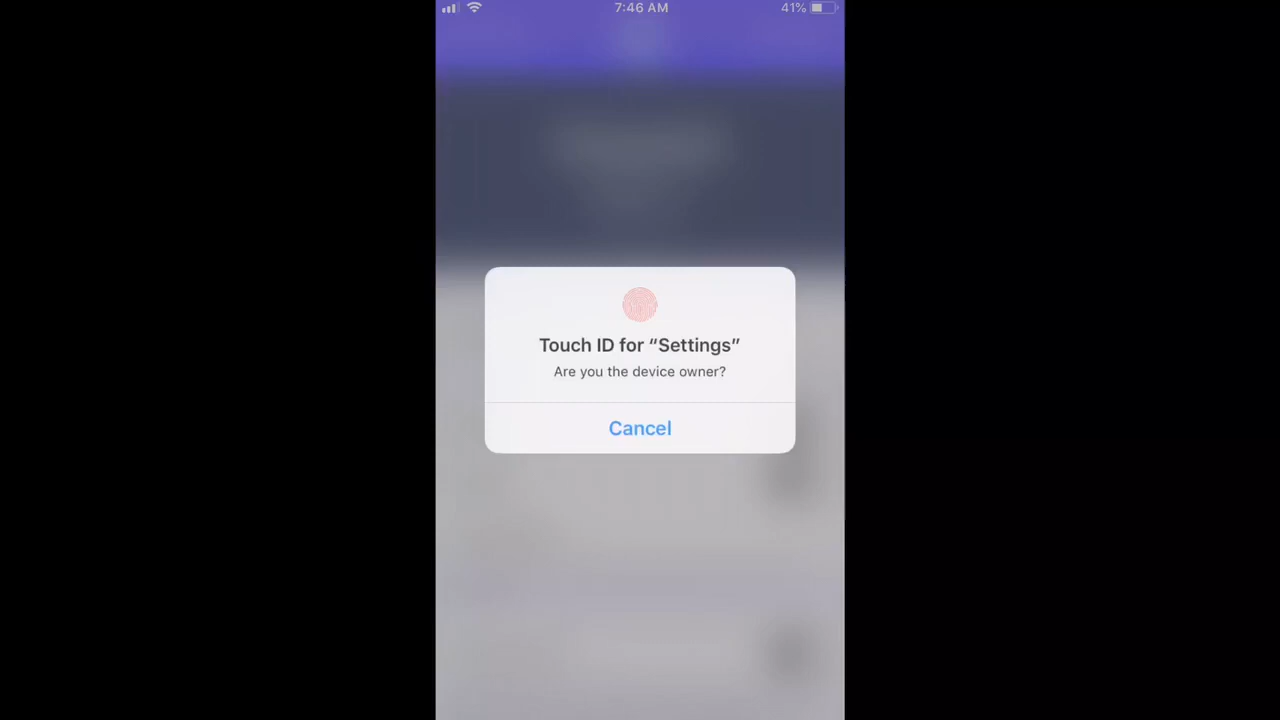 7:46 AM
41%
Touch ID for “Settings”
Are you the device owner?
Cancel